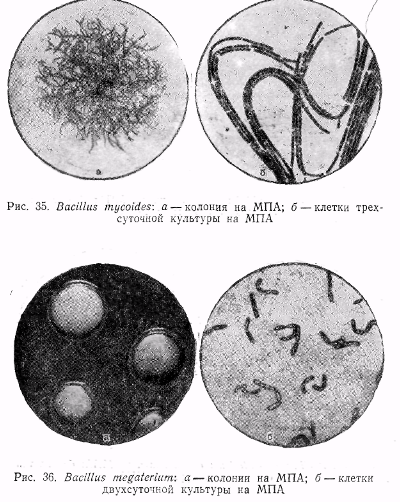 а
б
Рис. 35. Bacillus mycoides: а — колония на МПА; б — клетки трех-
суточной культуры на МПА
а
б
Рис. 36. Bacillus megaterium: а — колонии на МПА; б — клетки
двухсуточной культуры на МПА